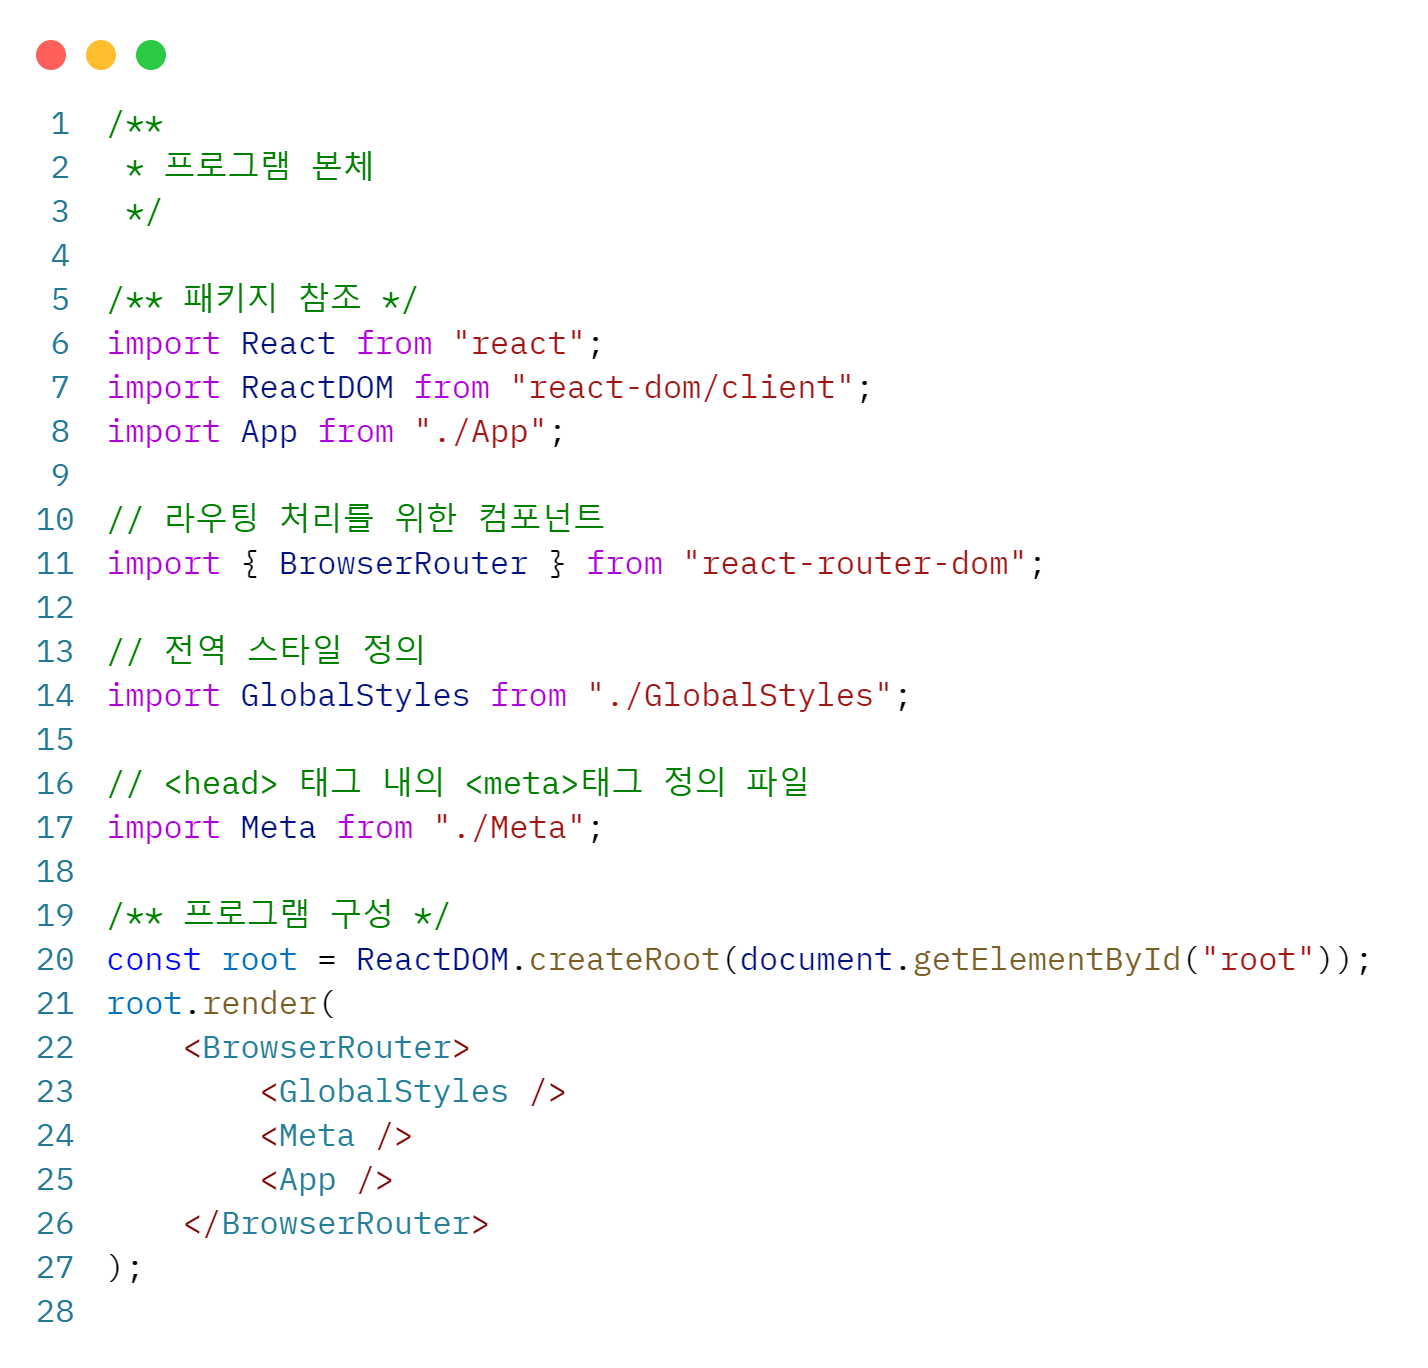 1 /**
2  * 프로그램 본체
3  */
4
5 /** 패키지 참조 */
6 import React from "react";
7 import ReactDOM from "react-dom/client";
8 import App from "./App";
9
10 // 라우팅 처리를 위한 컴포넌트
11 import { BrowserRouter } from "react-router-dom";
12
13 // 전역 스타일 정의
14 import GlobalStyles from "./GlobalStyles";
15
16 // <head> 태그 내의 <meta>태그 정의 파일
17 import Meta from "./Meta";
18
19 /** 프로그램 구성 */
20 const root = ReactDOM.createRoot(document.getElementById("root"));
21 root.render(
22     <BrowserRouter>
23         <GlobalStyles />
24         <Meta />
25         <App />
26     </BrowserRouter>
27 );
28